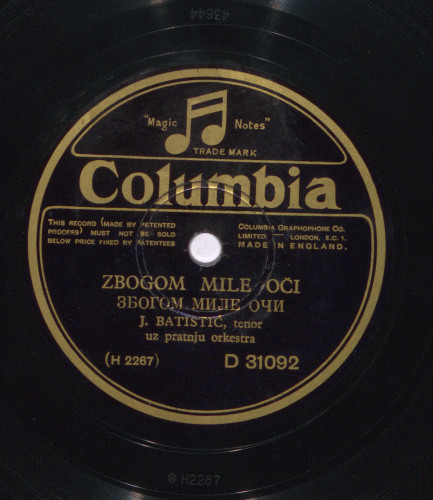 43644
"Magic Notes"
TRADE MARK
Columbia
THIS RECORD (MADE BY PATENTED
PROCESS) MUST NOT BE SOLD
BELOW PRICE FIXED BY PATENTEES
COLUMBIA GRAPHOPHONE CO.
LIMITED — LONDON, E.C. 1.
MADE IN ENGLAND.
ZBOGOM MILE OČI
ЗБОГОМ МИЛЕ ОЧИ
J. BATISTIĆ, tenor
uz pratnju orkestra
(H 2267) D 31092
H2267